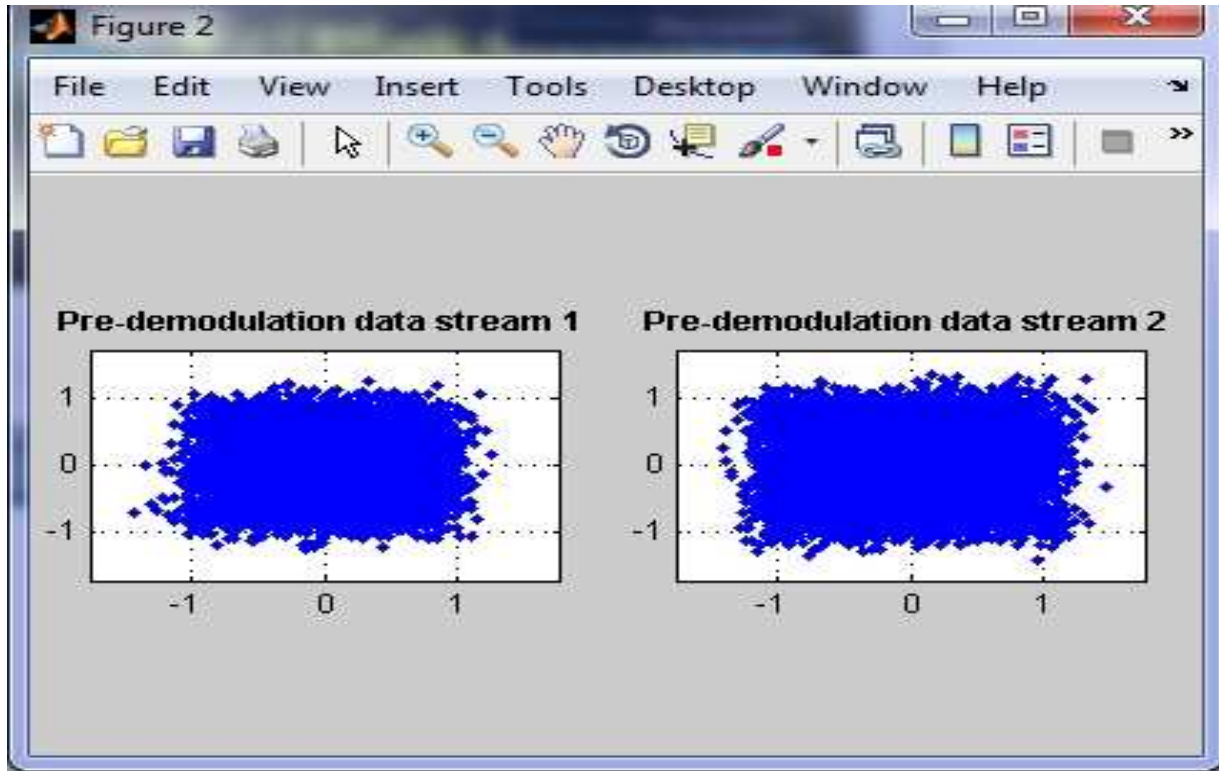 Figure 2
File Edit View Insert Tools Desktop Window Help
Pre-demodulation data stream 1
1
0
-1
-1 0 1
Pre-demodulation data stream 2
1
0
-1
-1 0 1